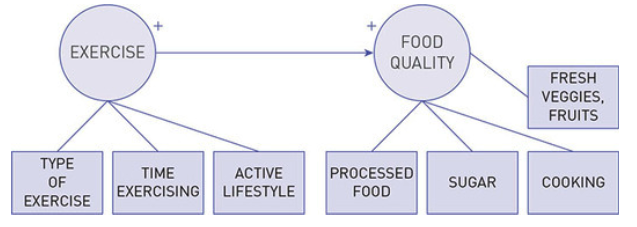 +
+
EXERCISE
FOOD
QUALITY
FRESH
VEGGIES,
FRUITS
TYPE
OF
EXERCISE
TIME
EXERCISING
ACTIVE
LIFESTYLE
PROCESSED
FOOD
SUGAR
COOKING